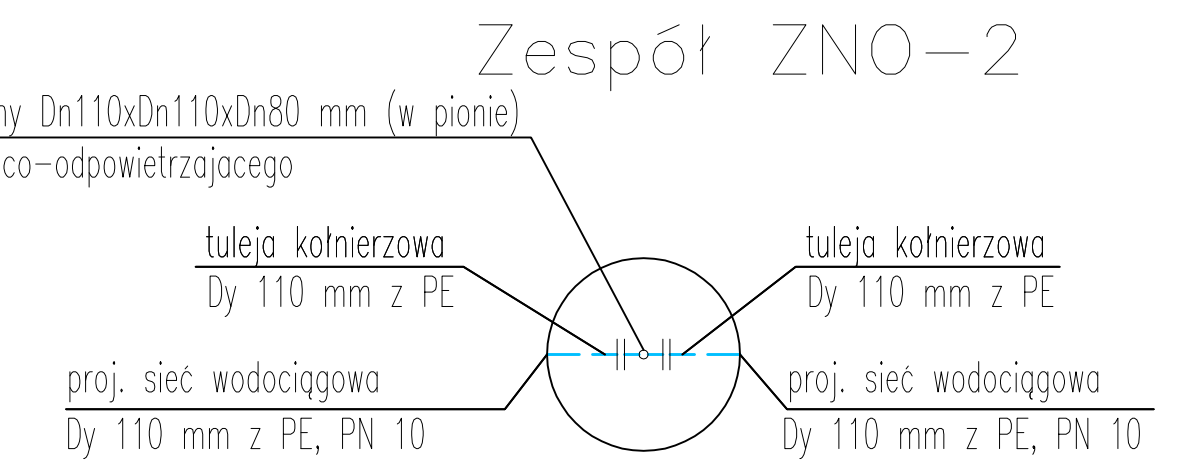 Zespół ZNO-2
Dn110xDn110xDn80 mm (w pionie)
co-odpowietrzajacego
tuleja kołnierzowa
Dy 110 mm z PE
tuleja kołnierzowa
Dy 110 mm z PE
proj. sieć wodociągowa
Dy 110 mm z PE, PN 10
proj. sieć wodociągowa
Dy 110 mm z PE, PN 10